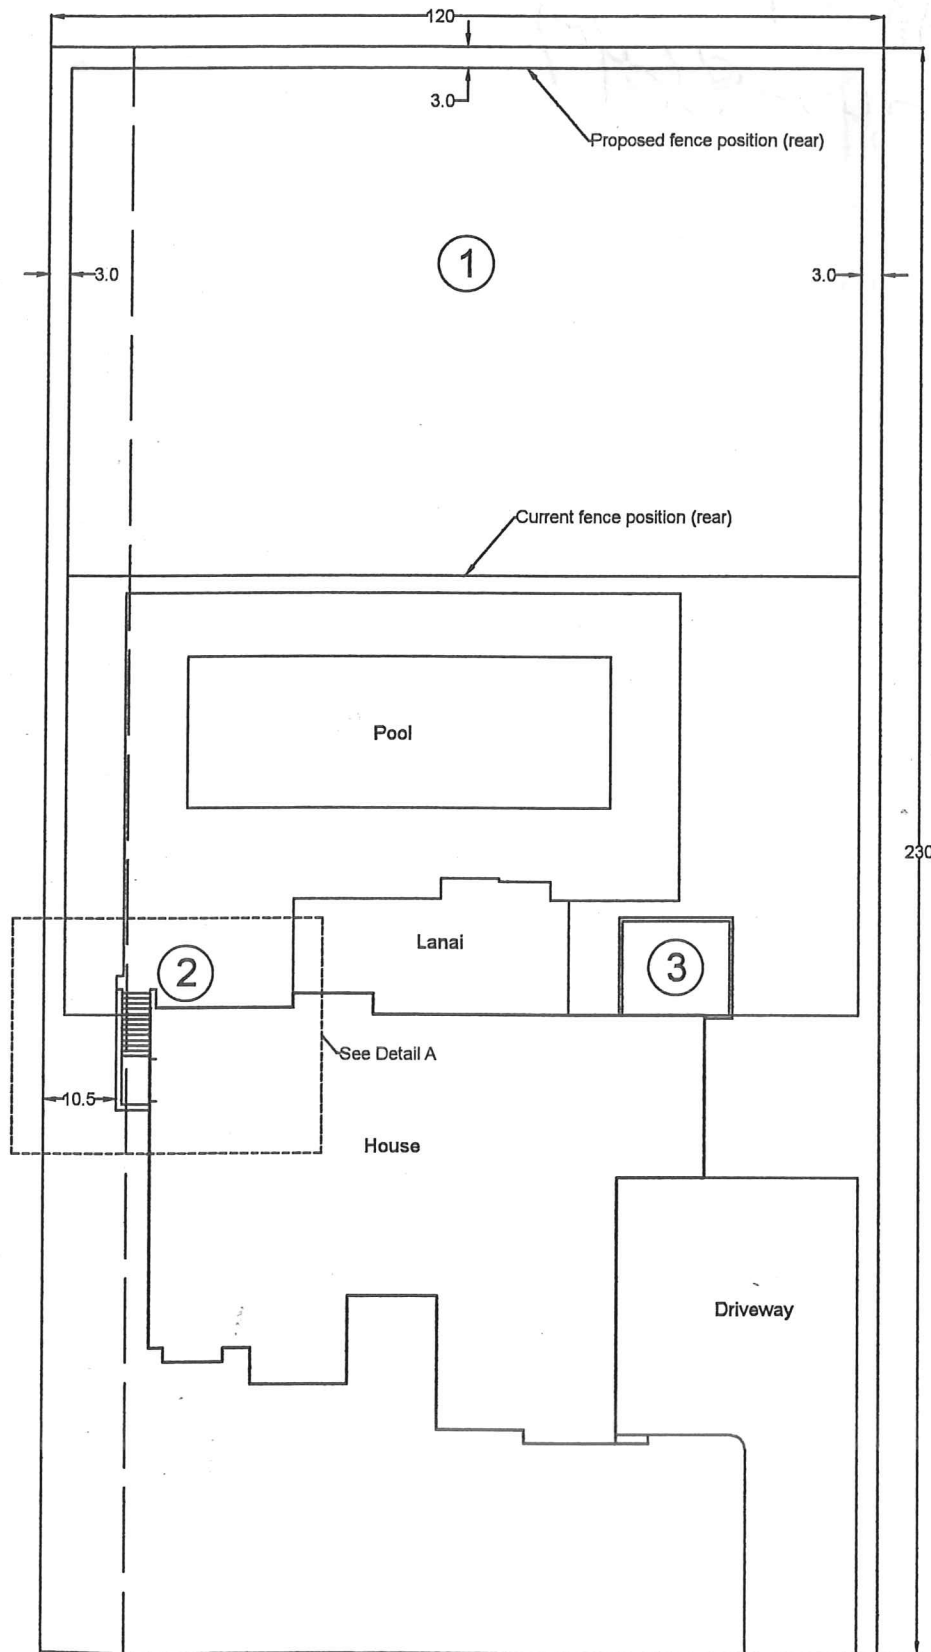 120
3.0
Proposed fence position (rear)
1
3.0
3.0
Current fence position (rear)
Pool
230
Lanai
2
3
See Detail A
10.5
House
Driveway